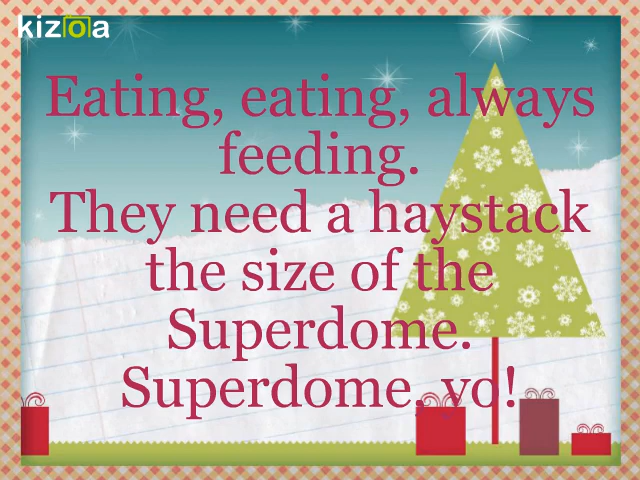 kizoa
Eating, eating, always
feeding.
They need a haystack
the size of the
Superdome.
Superdome, yo!